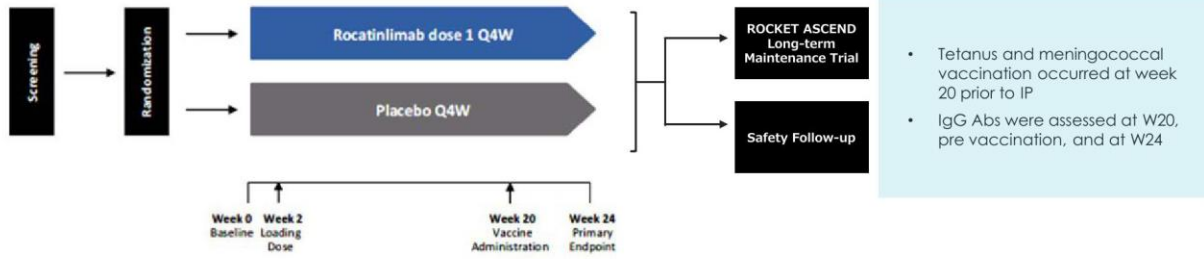 Screening
Randomization
Rocatinlimab dose 1 Q4W
Placebo Q4W
ROCKET ASCEND
Long-term
Maintenance Trial
Safety Follow-up
Week 0
Baseline
Week 2
Loading
Dose
Week 20
Vaccine
Administration
Week 24
Primary
Endpoint
• Tetanus and meningococcal
vaccination occurred at week
20 prior to IP
• IgG Abs were assessed at W20,
pre vaccination, and at W24